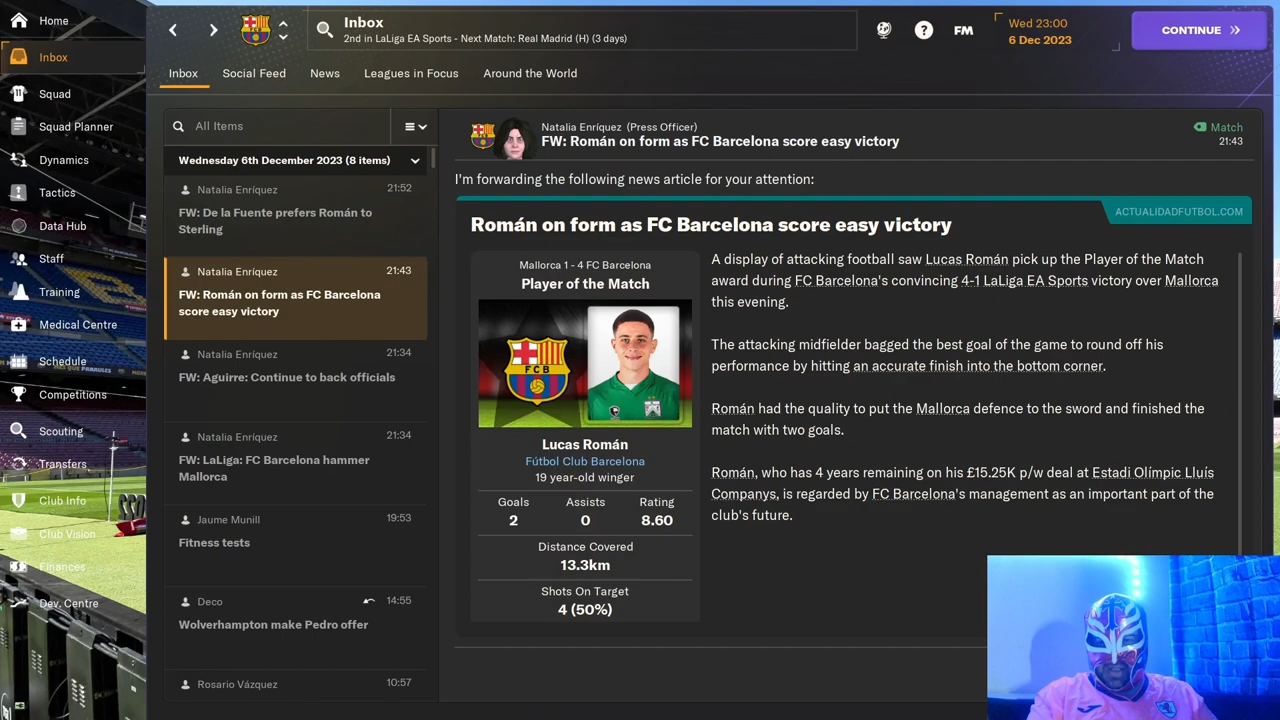 Home
Inbox
Squad
Squad Planner
Dynamics
Tactics
Data Hub
Staff
Training
Medical Centre
Schedule
Competitions
Scouting
Transfers
Club Info
Club Vision
Finances
Dev. Centre
Inbox
2nd in LaLiga EA Sports - Next Match: Real Madrid (H) (3 days)
FM
Wed 23:00
6 Dec 2023
CONTINUE
Inbox
Social Feed
News
Leagues in Focus
Around the World
All Items
Wednesday 6th December 2023 (8 items)
Natalia Enríquez 21:52
FW: De la Fuente prefers Román to
Sterling
Natalia Enríquez 21:43
FW: Román on form as FC Barcelona
score easy victory
Natalia Enríquez 21:34
FW: Aguirre: Continue to back officials
Natalia Enríquez 21:34
FW: LaLiga: FC Barcelona hammer
Mallorca
Jaume Munill 19:53
Fitness tests
Deco 14:55
Wolverhampton make Pedro offer
Rosario Vázquez 10:57
Natalia Enríquez (Press Officer)
FW: Román on form as FC Barcelona score easy victory
Match
21:43
I'm forwarding the following news article for your attention:
ACTUALIDADFUTBOL.COM
Román on form as FC Barcelona score easy victory
Mallorca 1 - 4 FC Barcelona
Player of the Match
FCB
Lucas Román
Fútbol Club Barcelona
19 year-old winger
Goals Assists Rating
2 0 8.60
Distance Covered
13.3km
Shots On Target
4 (50%)
A display of attacking football saw Lucas Román pick up the Player of the Match
award during FC Barcelona's convincing 4-1 LaLiga EA Sports victory over Mallorca
this evening.
The attacking midfielder bagged the best goal of the game to round off his
performance by hitting an accurate finish into the bottom corner.
Román had the quality to put the Mallorca defence to the sword and finished the
match with two goals.
Román, who has 4 years remaining on his £15.25K p/w deal at Estadi Olímpic Lluís
Companys, is regarded by FC Barcelona's management as an important part of the
club's future.